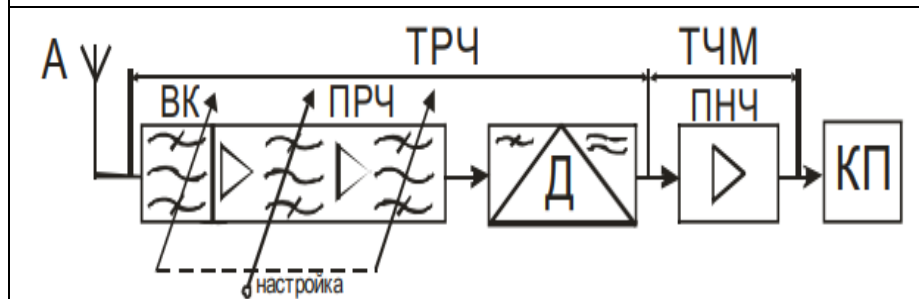 А
ТРЧ
ТЧМ
ВК
ПРЧ
ПНЧ
Д
КП
настройка